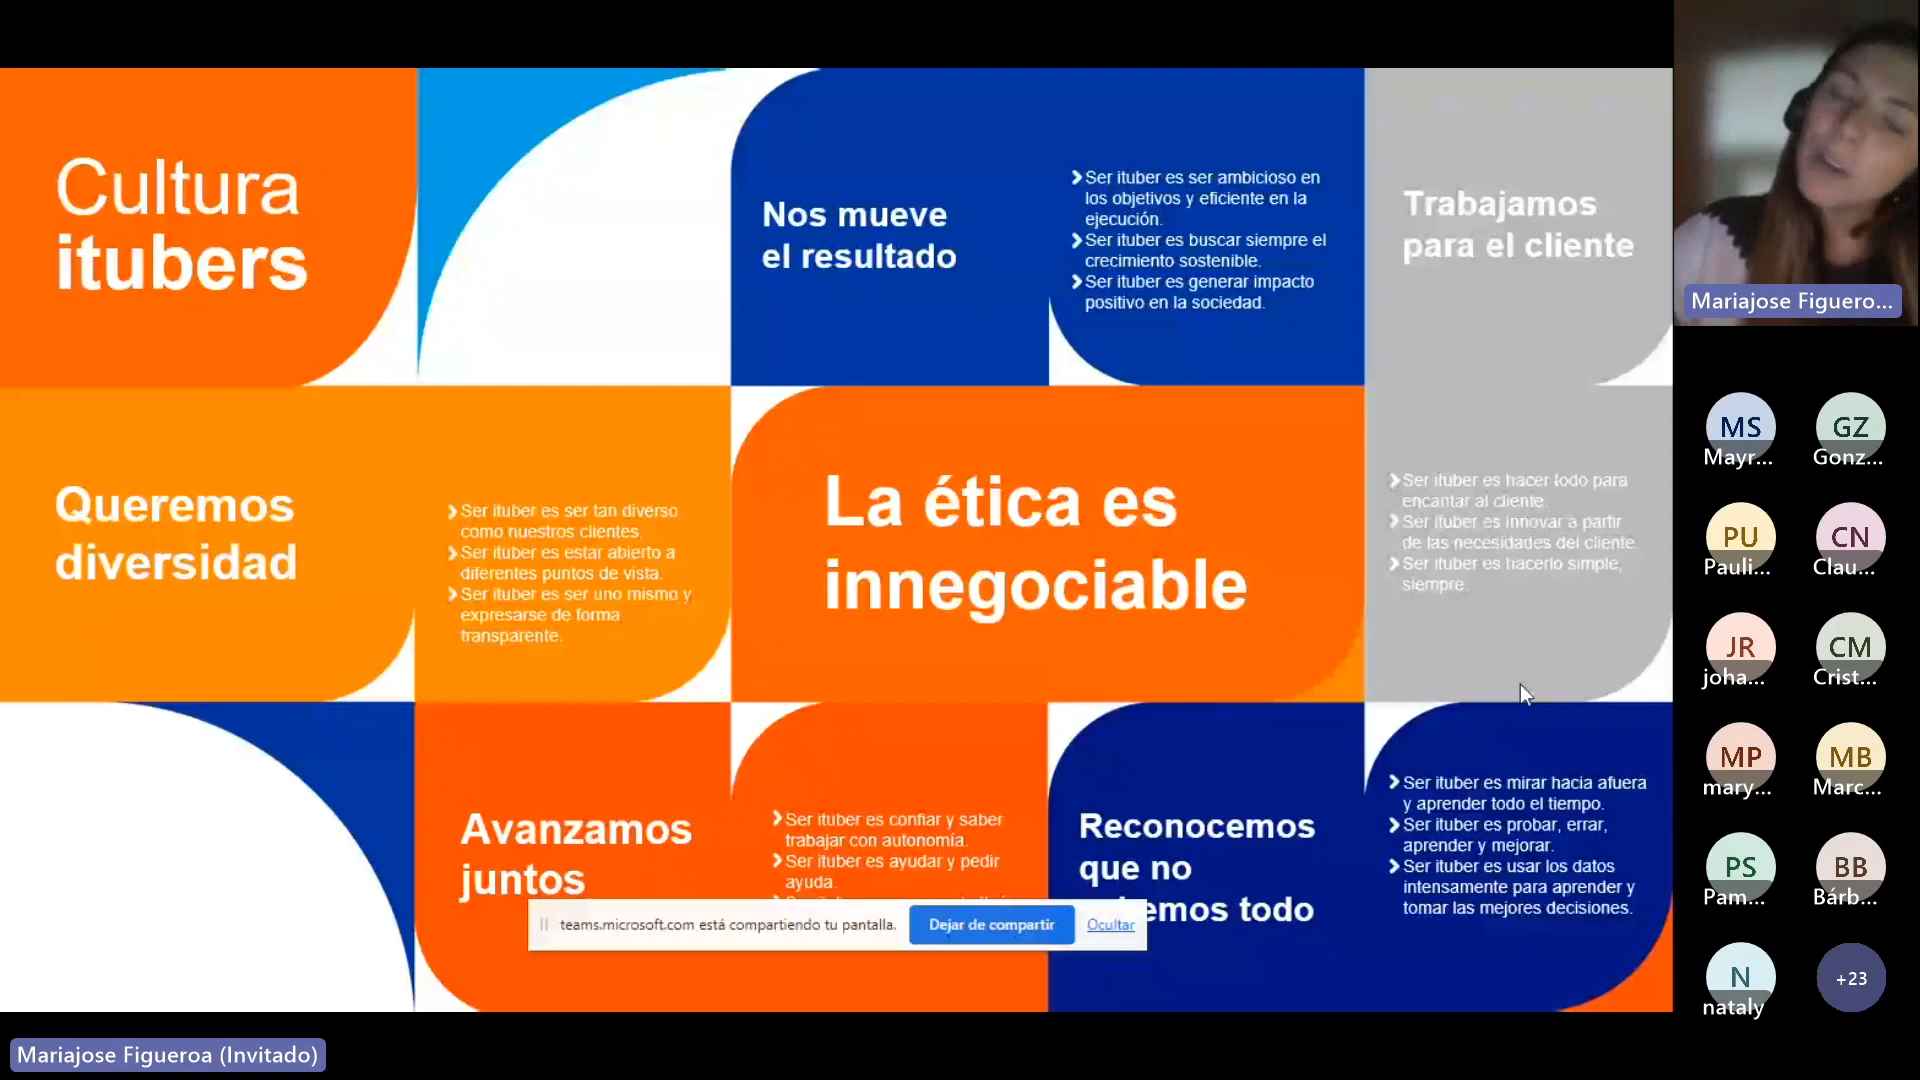 Cultura
itubers
Nos mueve
el resultado
Ser ituber es ser ambicioso en
los objetivos y eficiente en la
ejecución.
Ser ituber es buscar siempre el
crecimiento sostenible.
Ser ituber es generar impacto
positivo en la sociedad.
Trabajamos
para el cliente
Ser ituber es hacer todo para
encantar al cliente.
Ser ituber es innovar a partir
de las necesidades del cliente.
Ser ituber es hacerlo simple,
siempre.
Queremos
diversidad
Ser ituber es ser tan diverso
como nuestros clientes.
Ser ituber es estar abierto a
diferentes puntos de vista.
Ser ituber es ser uno mismo y
expresarse de forma
transparente.
La ética es
innegociable
Avanzamos
juntos
Ser ituber es confiar y saber
trabajar con autonomía.
Ser ituber es ayudar y pedir
ayuda.
Reconocemos
que no
emos todo
Ser ituber es mirar hacia afuera
y aprender todo el tiempo.
Ser ituber es probar, errar,
aprender y mejorar.
Ser ituber es usar los datos
intensamente para aprender y
tomar las mejores decisiones.
teams.microsoft.com está compartiendo tu pantalla.
Dejar de compartir
Ocultar
Mariajose Figuero...
MS
Mayr...
GZ
Gonz...
PU
Pauli...
CN
Clau...
JR
joha...
CM
Crist...
MP
mary...
MB
Marc...
PS
Pam...
BB
Bárb...
N
nataly
+23
Mariajose Figueroa (Invitado)